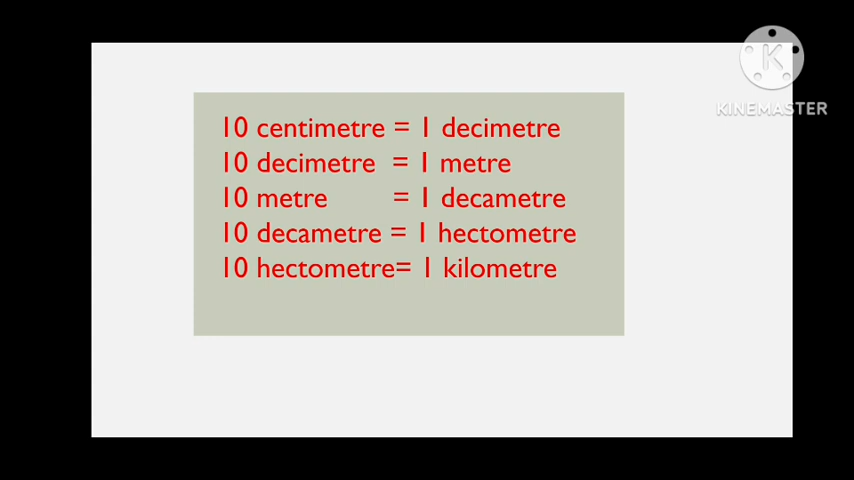 KINEMASTER
10 centimetre = 1 decimetre
10 decimetre = 1 metre
10 metre = 1 decametre
10 decametre = 1 hectometre
10 hectometre= 1 kilometre